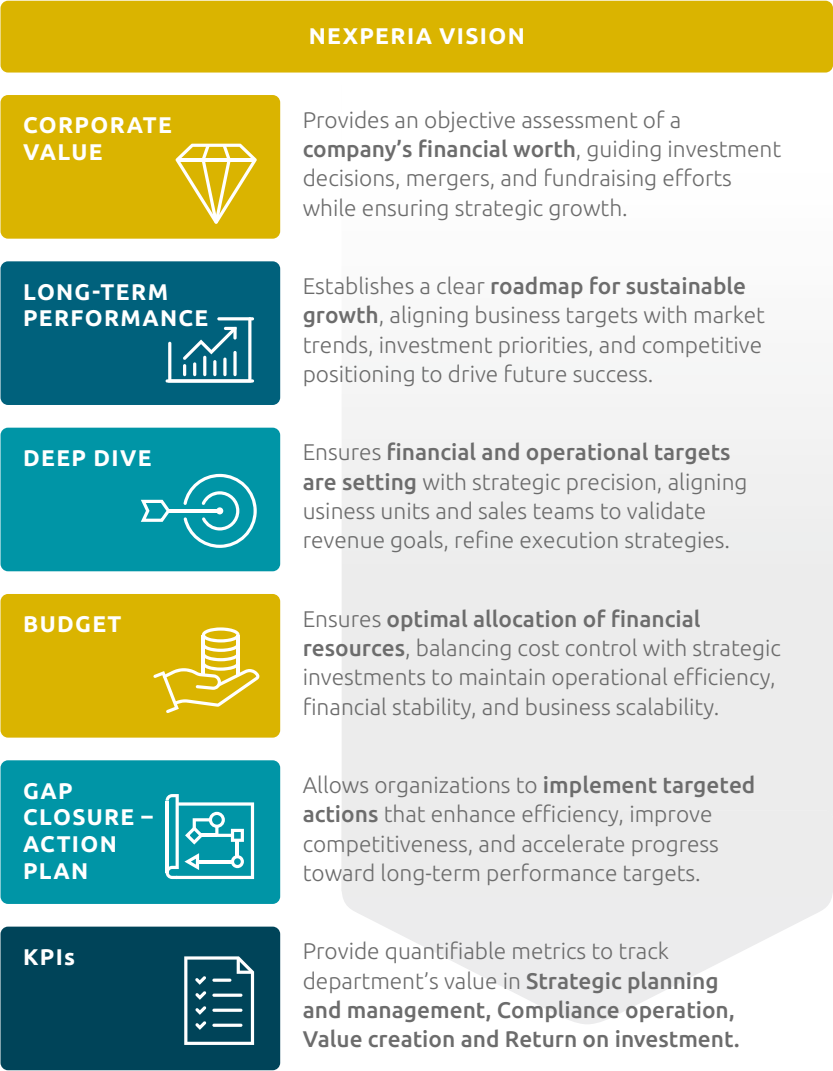 NEXPERIA VISION
CORPORATE
VALUE
Provides an objective assessment of a
company’s financial worth, guiding investment
decisions, mergers, and fundraising efforts
while ensuring strategic growth.
LONG-TERM
PERFORMANCE
Establishes a clear roadmap for sustainable
growth, aligning business targets with market
trends, investment priorities, and competitive
positioning to drive future success.
DEEP DIVE
Ensures financial and operational targets
are setting with strategic precision, aligning
usiness units and sales teams to validate
revenue goals, refine execution strategies.
BUDGET
Ensures optimal allocation of financial
resources, balancing cost control with strategic
investments to maintain operational efficiency,
financial stability, and business scalability.
GAP
CLOSURE –
ACTION
PLAN
Allows organizations to implement targeted
actions that enhance efficiency, improve
competitiveness, and accelerate progress
toward long-term performance targets.
KPIs
Provide quantifiable metrics to track
department’s value in Strategic planning
and management, Compliance operation,
Value creation and Return on investment.